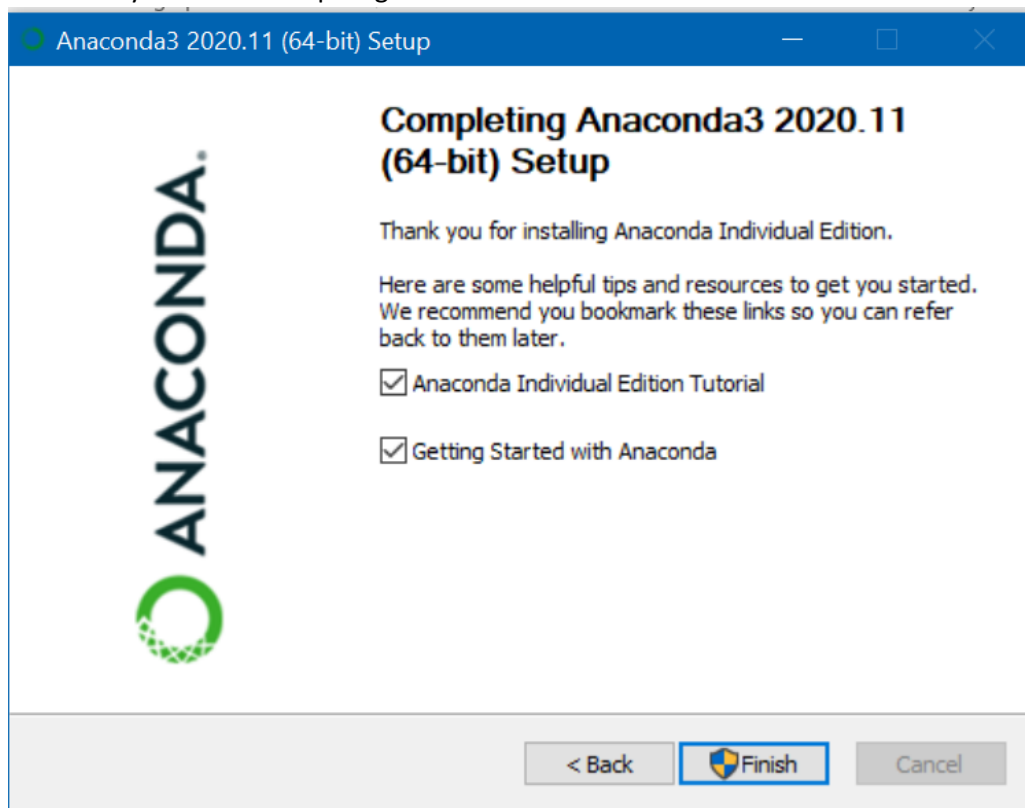 Anaconda3 2020.11 (64-bit) Setup
Completing Anaconda3 2020.11
(64-bit) Setup
Thank you for installing Anaconda Individual Edition.
Here are some helpful tips and resources to get you started.
We recommend you bookmark these links so you can refer
back to them later.
Anaconda Individual Edition Tutorial
Getting Started with Anaconda
ANACONDA.
< Back
Finish
Cancel